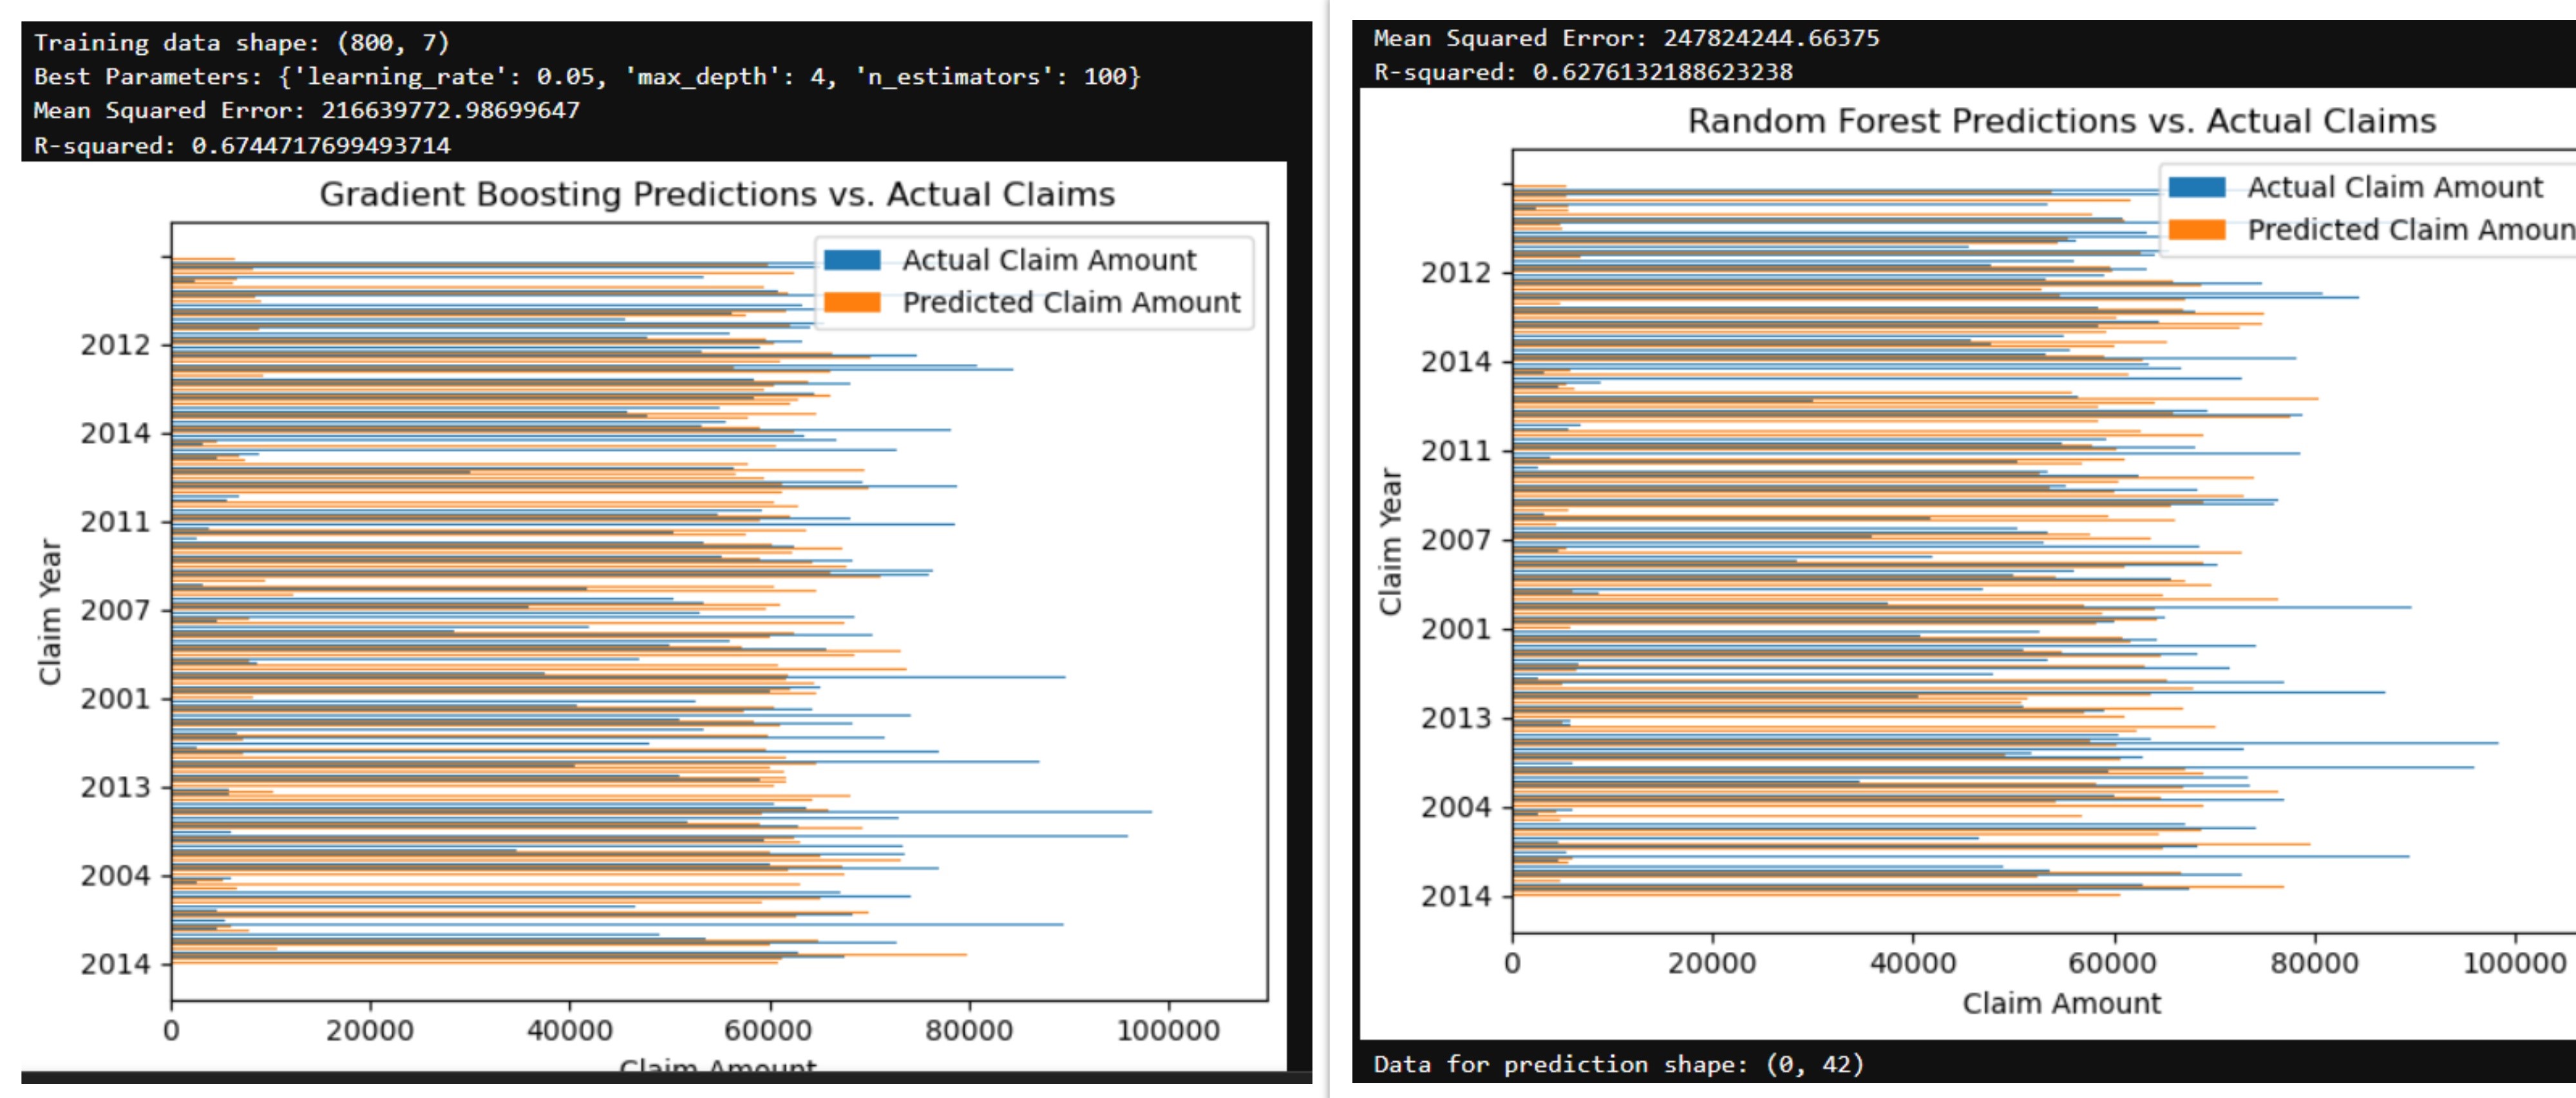 Training data shape: (800, 7)
Best Parameters: {'learning_rate': 0.05, 'max_depth': 4, 'n_estimators': 100}
Mean Squared Error: 216639772.98699647
R-squared: 0.6744717699493714
Gradient Boosting Predictions vs. Actual Claims
Actual Claim Amount
Predicted Claim Amount
Claim Year
2012
2014
2011
2007
2001
2013
2004
2014
0 20000 40000 60000 80000 100000
Claim Amount
Mean Squared Error: 247824244.66375
R-squared: 0.6276132188623238
Random Forest Predictions vs. Actual Claims
Actual Claim Amount
Predicted Claim Amoun
Claim Year
2012
2014
2011
2007
2001
2013
2004
2014
0 20000 40000 60000 80000 100000
Claim Amount
Data for prediction shape: (0, 42)